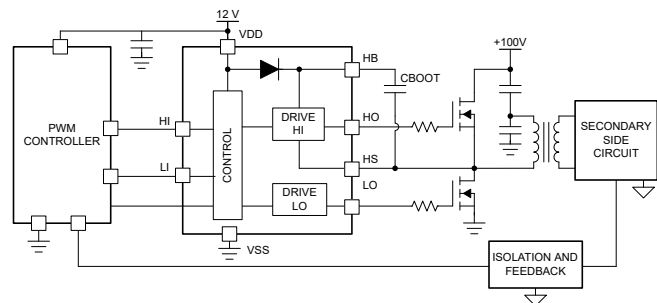 12 V
VDD
+100V
HB
CBOOT
PWM
CONTROLLER
HI
LI
CONTROL
DRIVE
HI
HO
HS
DRIVE
LO
LO
VSS
SECONDARY
SIDE
CIRCUIT
ISOLATION AND
FEEDBACK